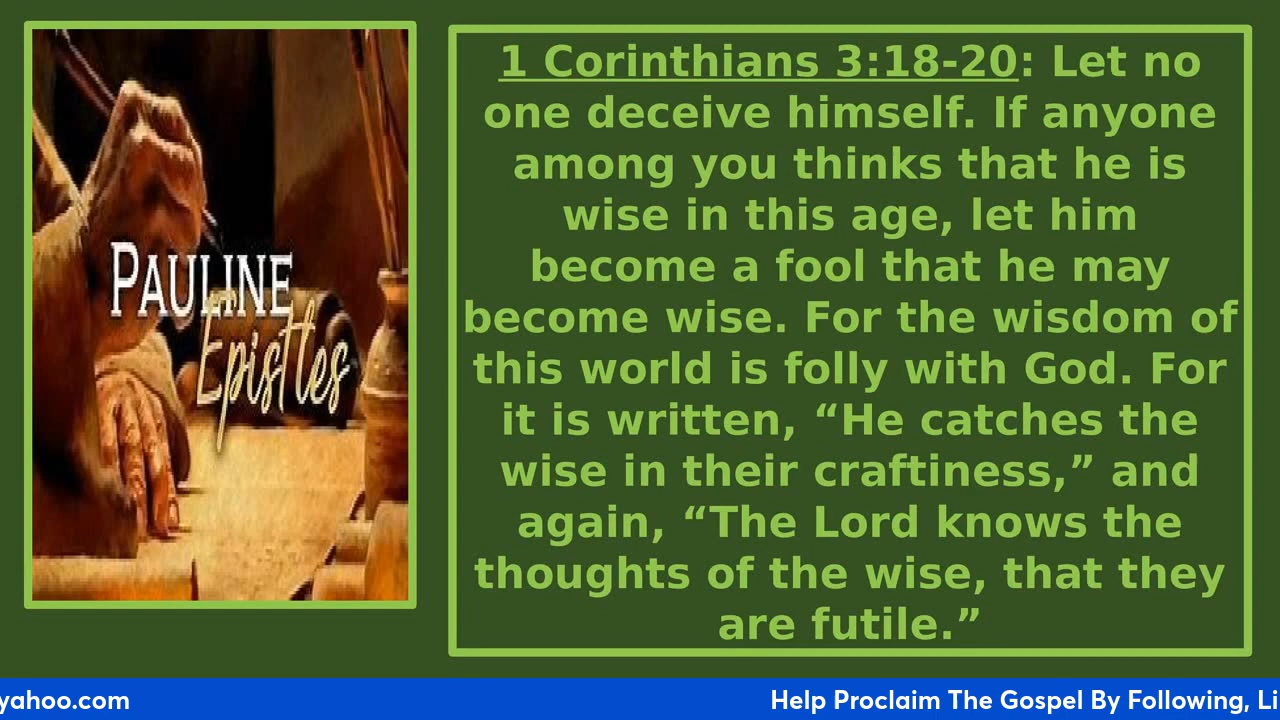 PAULINE
Epistles
1 Corinthians 3:18-20: Let no
one deceive himself. If anyone
among you thinks that he is
wise in this age, let him
become a fool that he may
become wise. For the wisdom of
this world is folly with God. For
it is written, “He catches the
wise in their craftiness,” and
again, “The Lord knows the
thoughts of the wise, that they
are futile.”
yahoo.com
Help Proclaim The Gospel By Following, Li